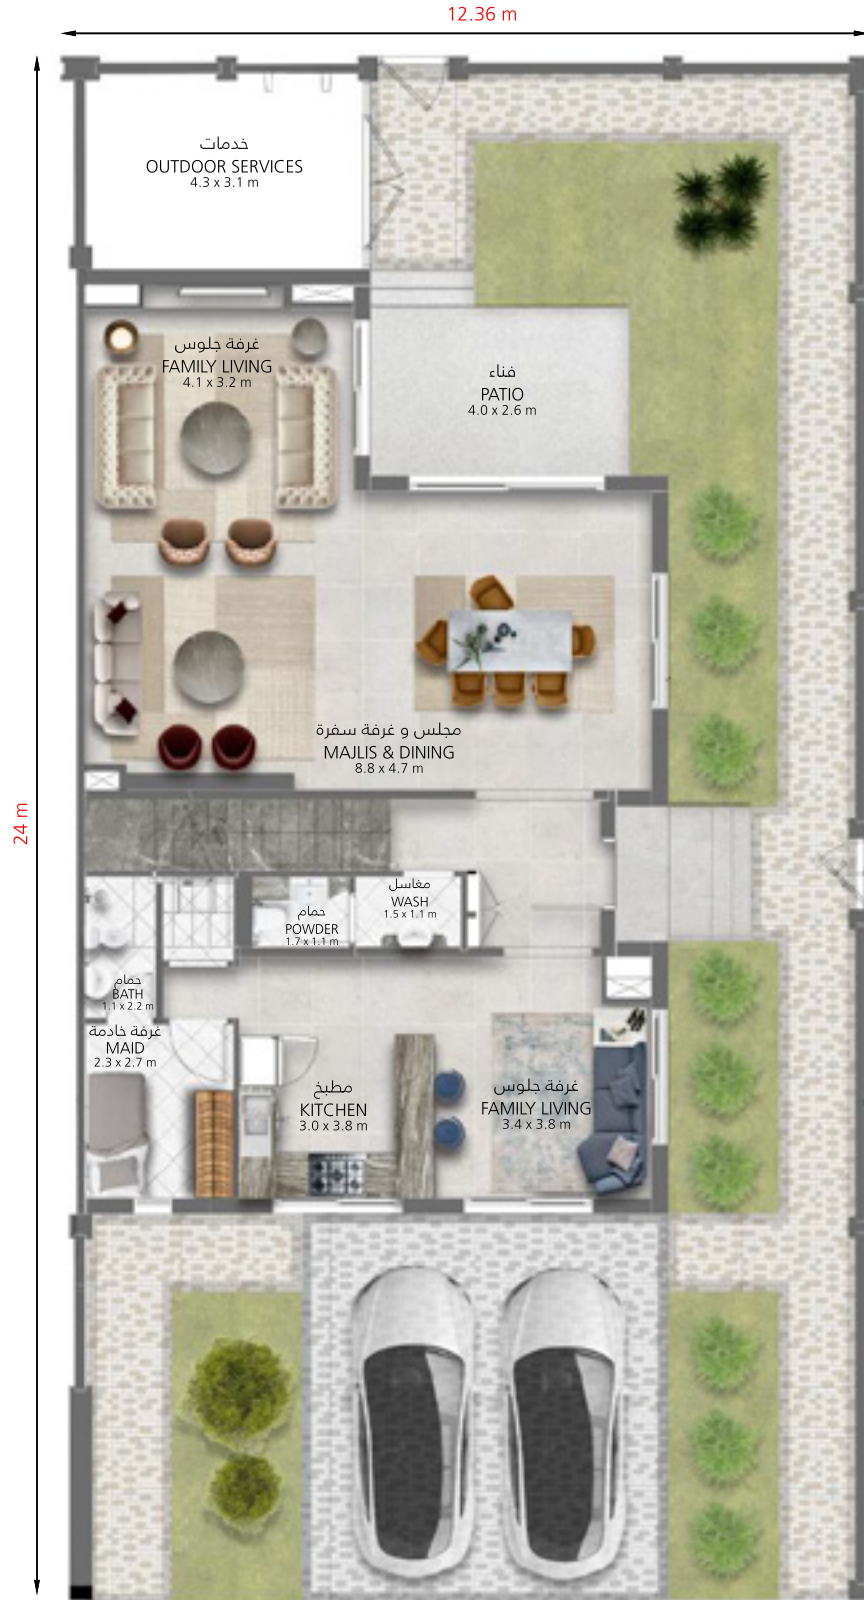 12.36 m
خدمات
OUTDOOR SERVICES
4.3 x 3.1 m
غرفة جلوس
FAMILY LIVING
4.1 x 3.2 m
فناء
PATIO
4.0 x 2.6 m
مجلس و غرفة سفرة
MAJLIS & DINING
8.8 x 4.7 m
24 m
مغاسل
WASH
1.5 x 1.1 m
حمام
POWDER
1.7 x 1.1 m
حمام
BATH
1.1 x 2.2 m
غرفة خادمة
MAID
2.3 x 2.7 m
مطبخ
KITCHEN
3.0 x 3.8 m
غرفة جلوس
FAMILY LIVING
3.4 x 3.8 m